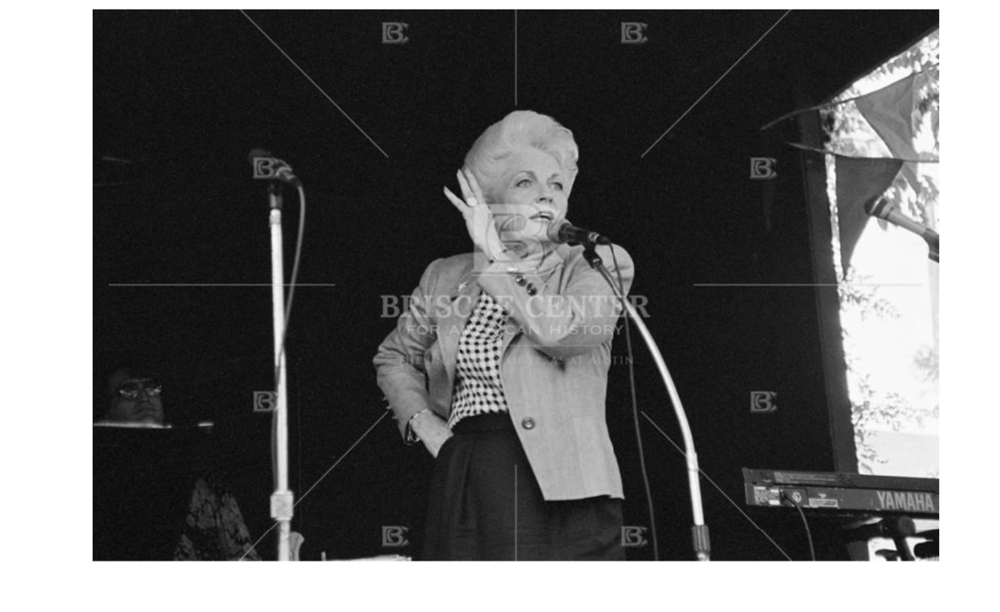 BRISCOE CENTER
FOR AMERICAN HISTORY
YAMAHA